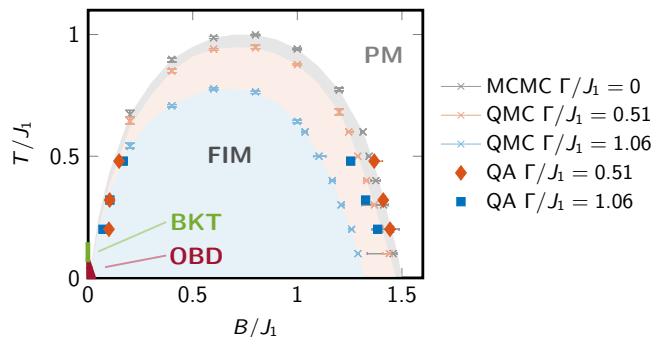 1
PM
MCMC Γ/J₁ = 0
QMC Γ/J₁ = 0.51
QMC Γ/J₁ = 1.06
QA Γ/J₁ = 0.51
QA Γ/J₁ = 1.06
T/J₁
0.5
FIM
BKT
OBD
0
0 0.5 1 1.5
B/J₁